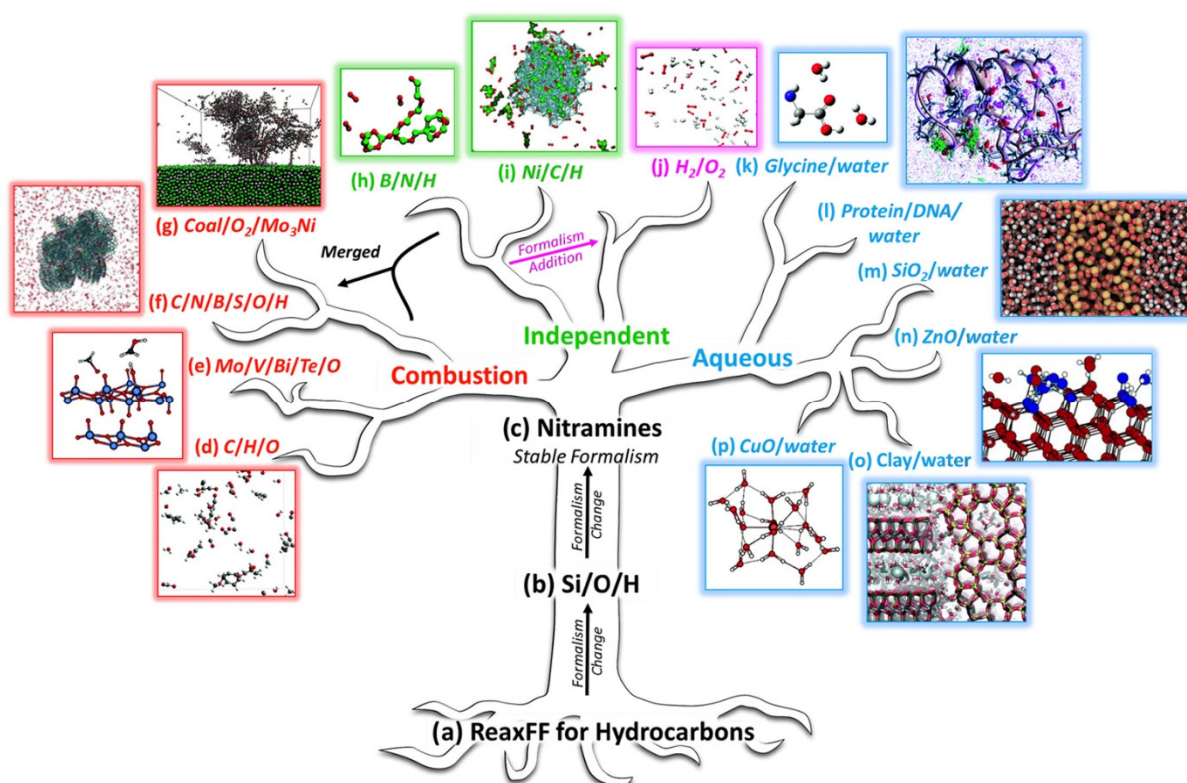 (h) B/N/H
(i) Ni/C/H
(j) H₂/O₂
(k) Glycine/water
(g) Coal/O₂/Mo₃Ni
(l) Protein/DNA/
water
Merged
Formalism
Addition
(m) SiO₂/water
(f) C/N/B/S/O/H
Independent
(n) ZnO/water
(e) Mo/V/Bi/Te/O
Combustion
Aqueous
(c) Nitramines
Stable Formalism
(d) C/H/O
(p) CuO/water
(o) Clay/water
Formalism
Change
(b) Si/O/H
Formalism
Change
(a) ReaxFF for Hydrocarbons